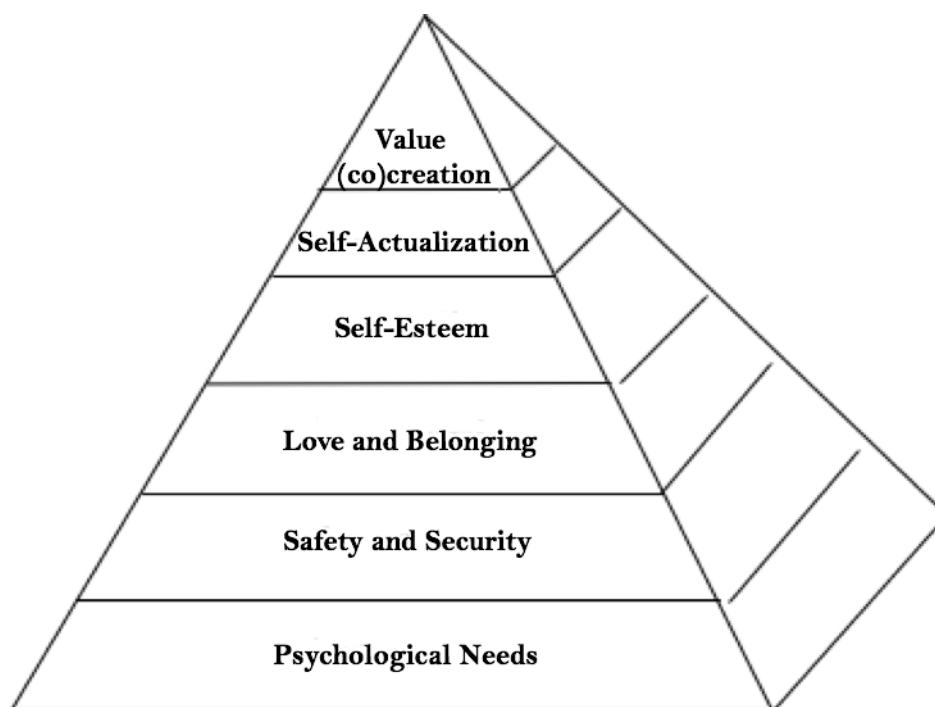 Value
(co)creation
Self-Actualization
Self-Esteem
Love and Belonging
Safety and Security
Psychological Needs